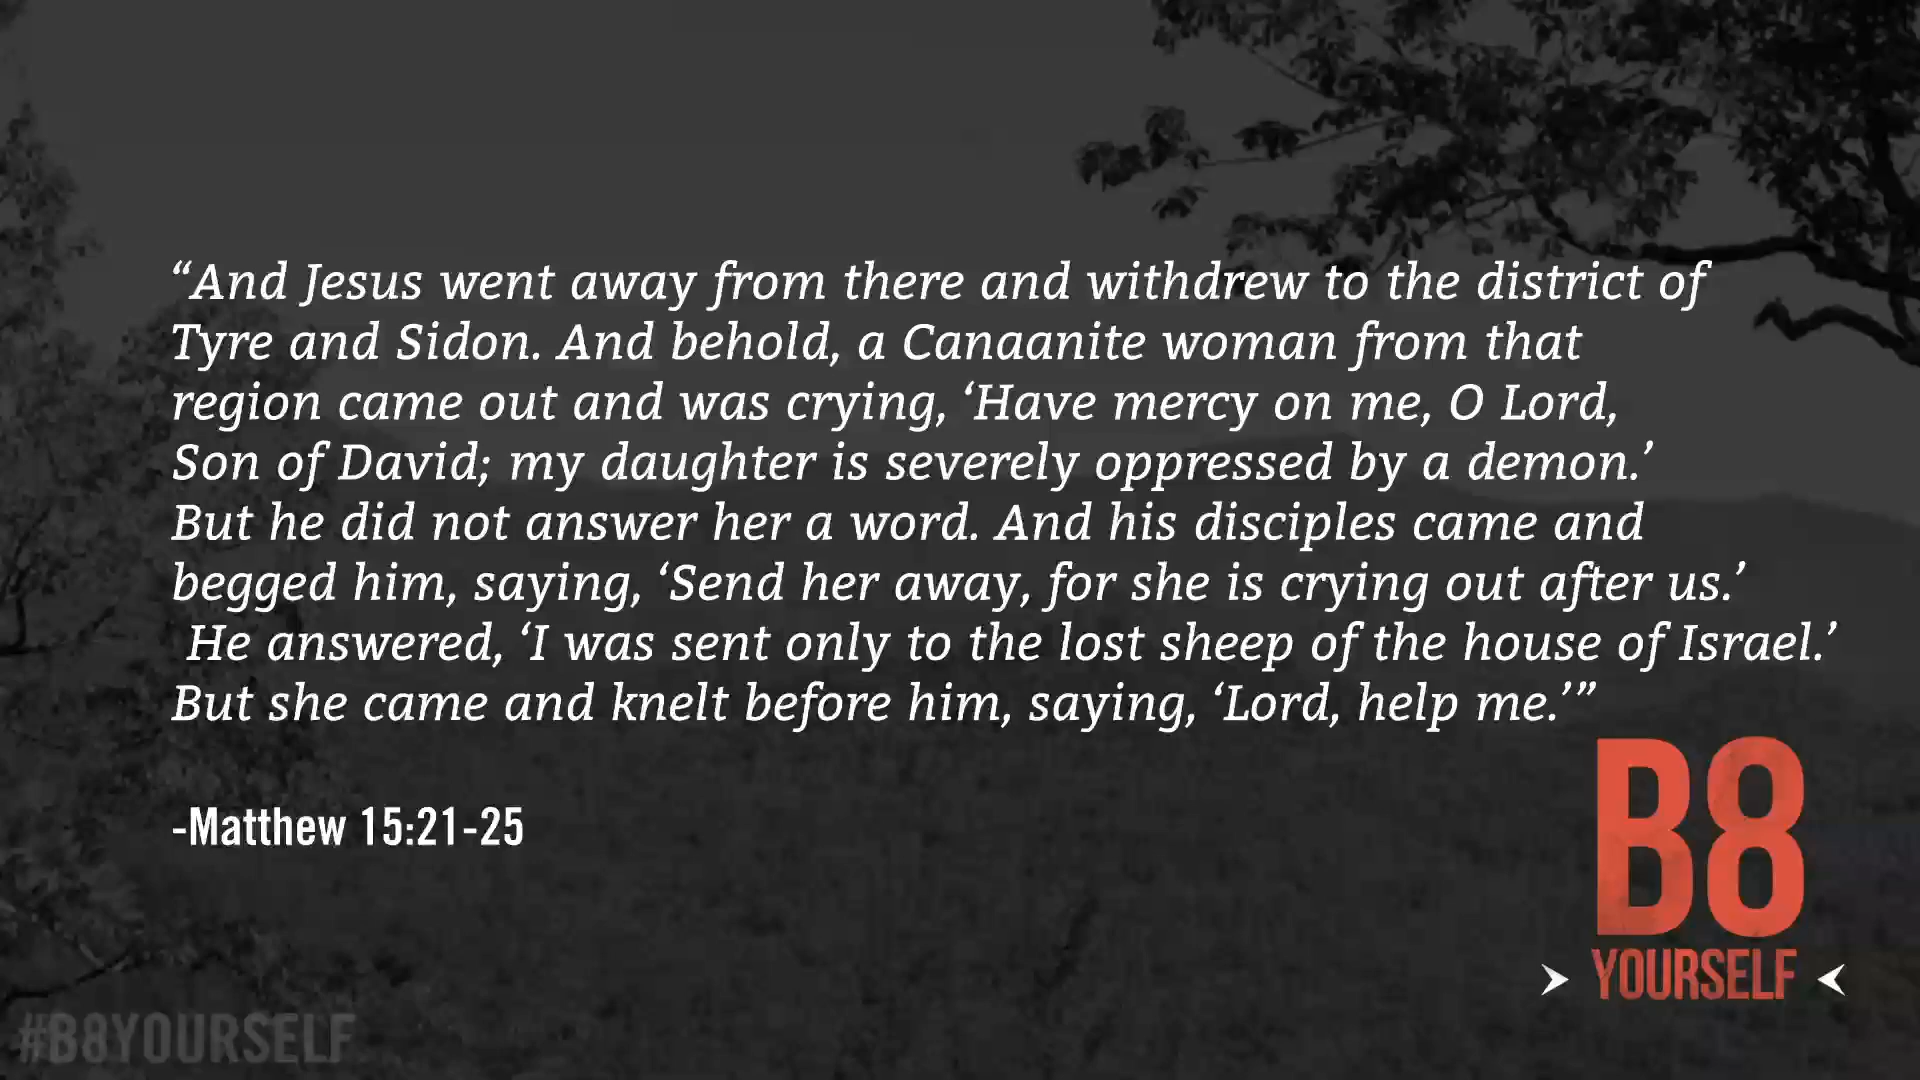 “And Jesus went away from there and withdrew to the district of
Tyre and Sidon. And behold, a Canaanite woman from that
region came out and was crying, ‘Have mercy on me, O Lord,
Son of David; my daughter is severely oppressed by a demon.’
But he did not answer her a word. And his disciples came and
begged him, saying, ‘Send her away, for she is crying out after us.’
He answered, ‘I was sent only to the lost sheep of the house of Israel.’
But she came and knelt before him, saying, ‘Lord, help me.’”
-Matthew 15:21-25
B8
YOURSELF
#B8YOURSELF